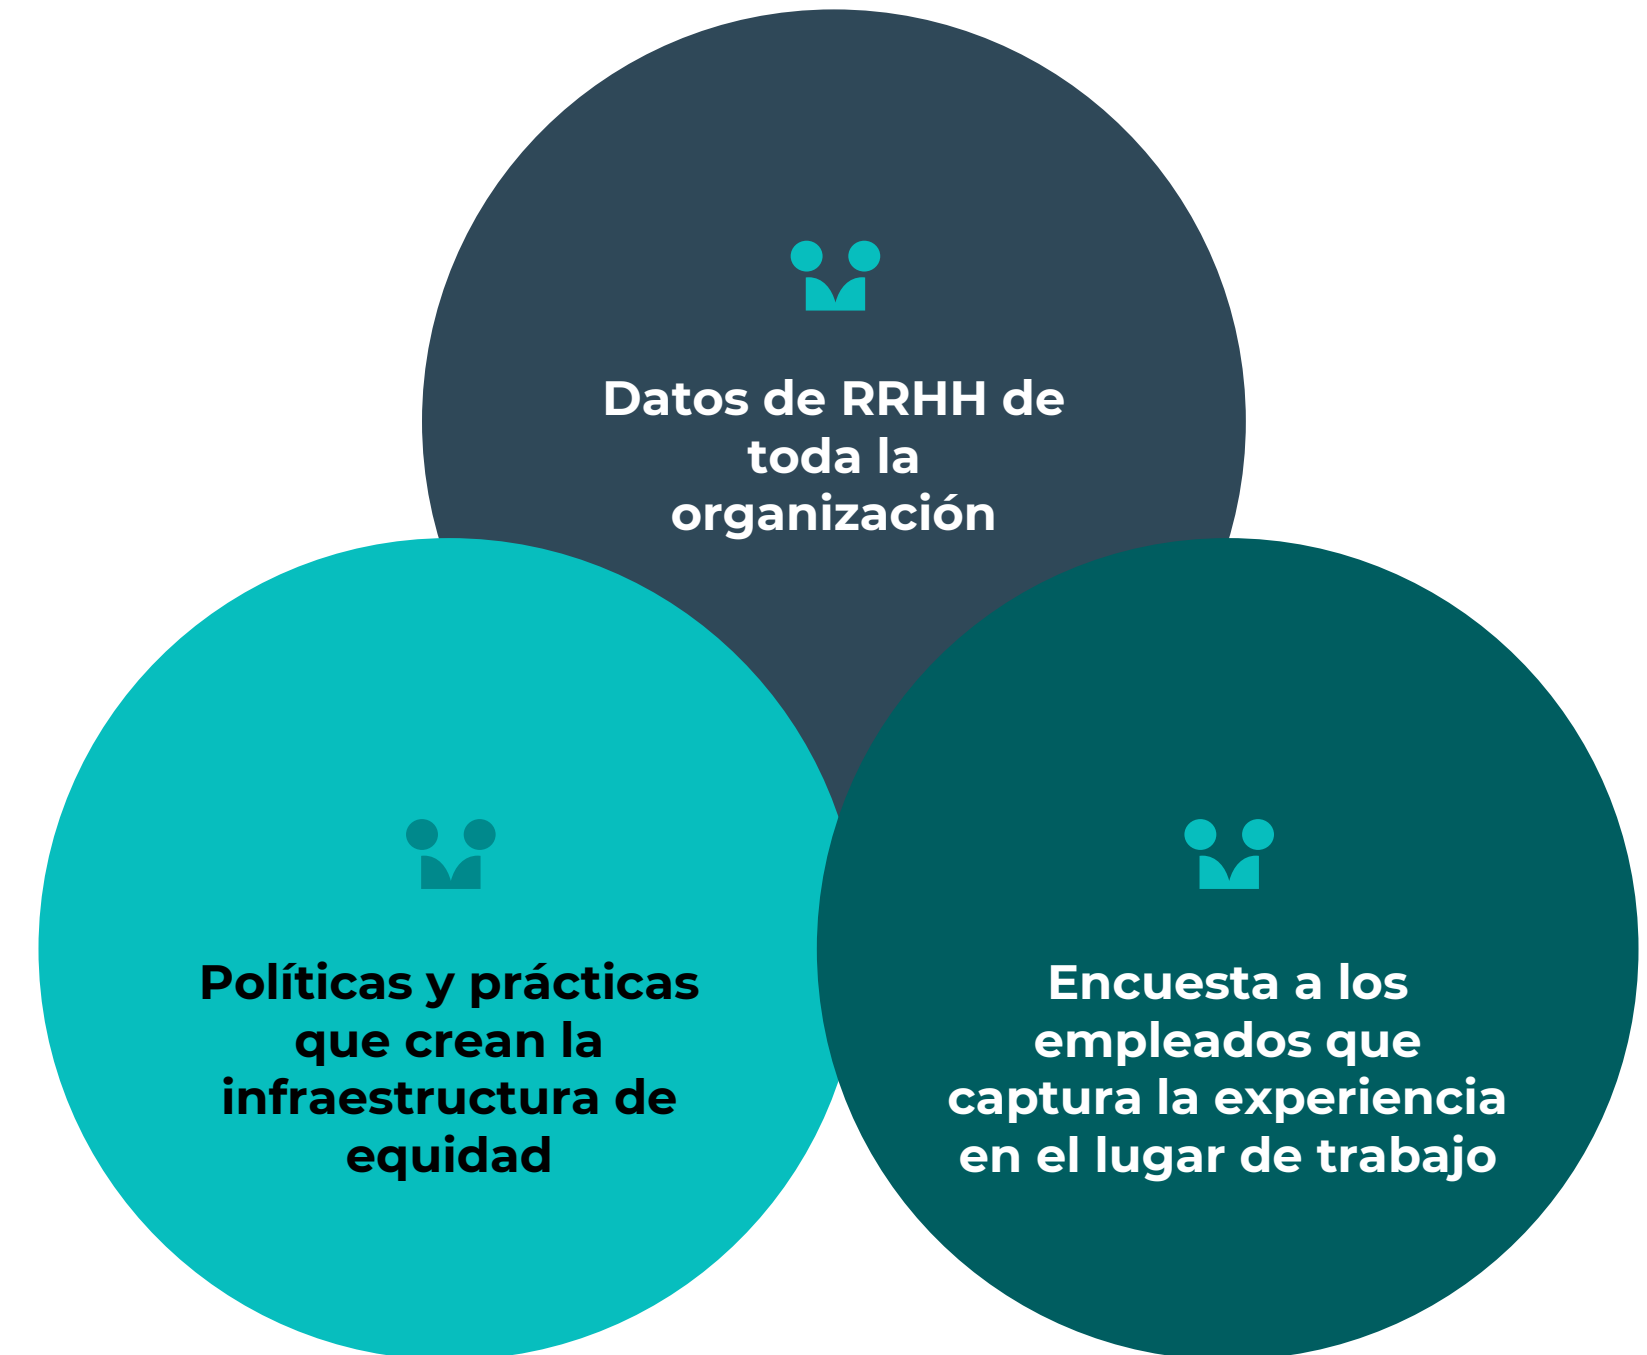 Datos de RRHH de
toda la
organización
Políticas y prácticas
que crean la
infraestructura de
equidad
Encuesta a los
empleados que
captura la experiencia
en el lugar de trabajo